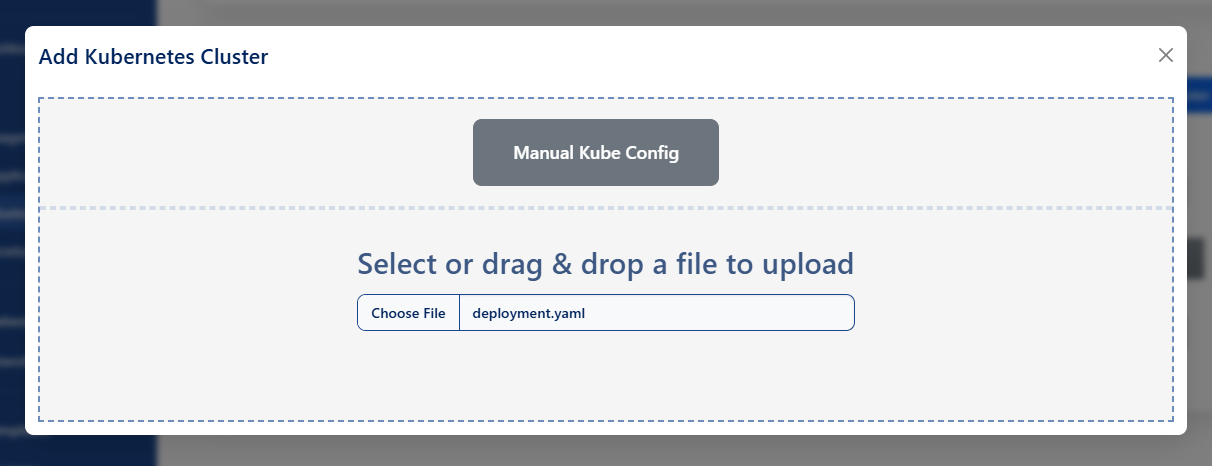 Add Kubernetes Cluster
Manual Kube Config
Select or drag & drop a file to upload
Choose File
deployment.yaml